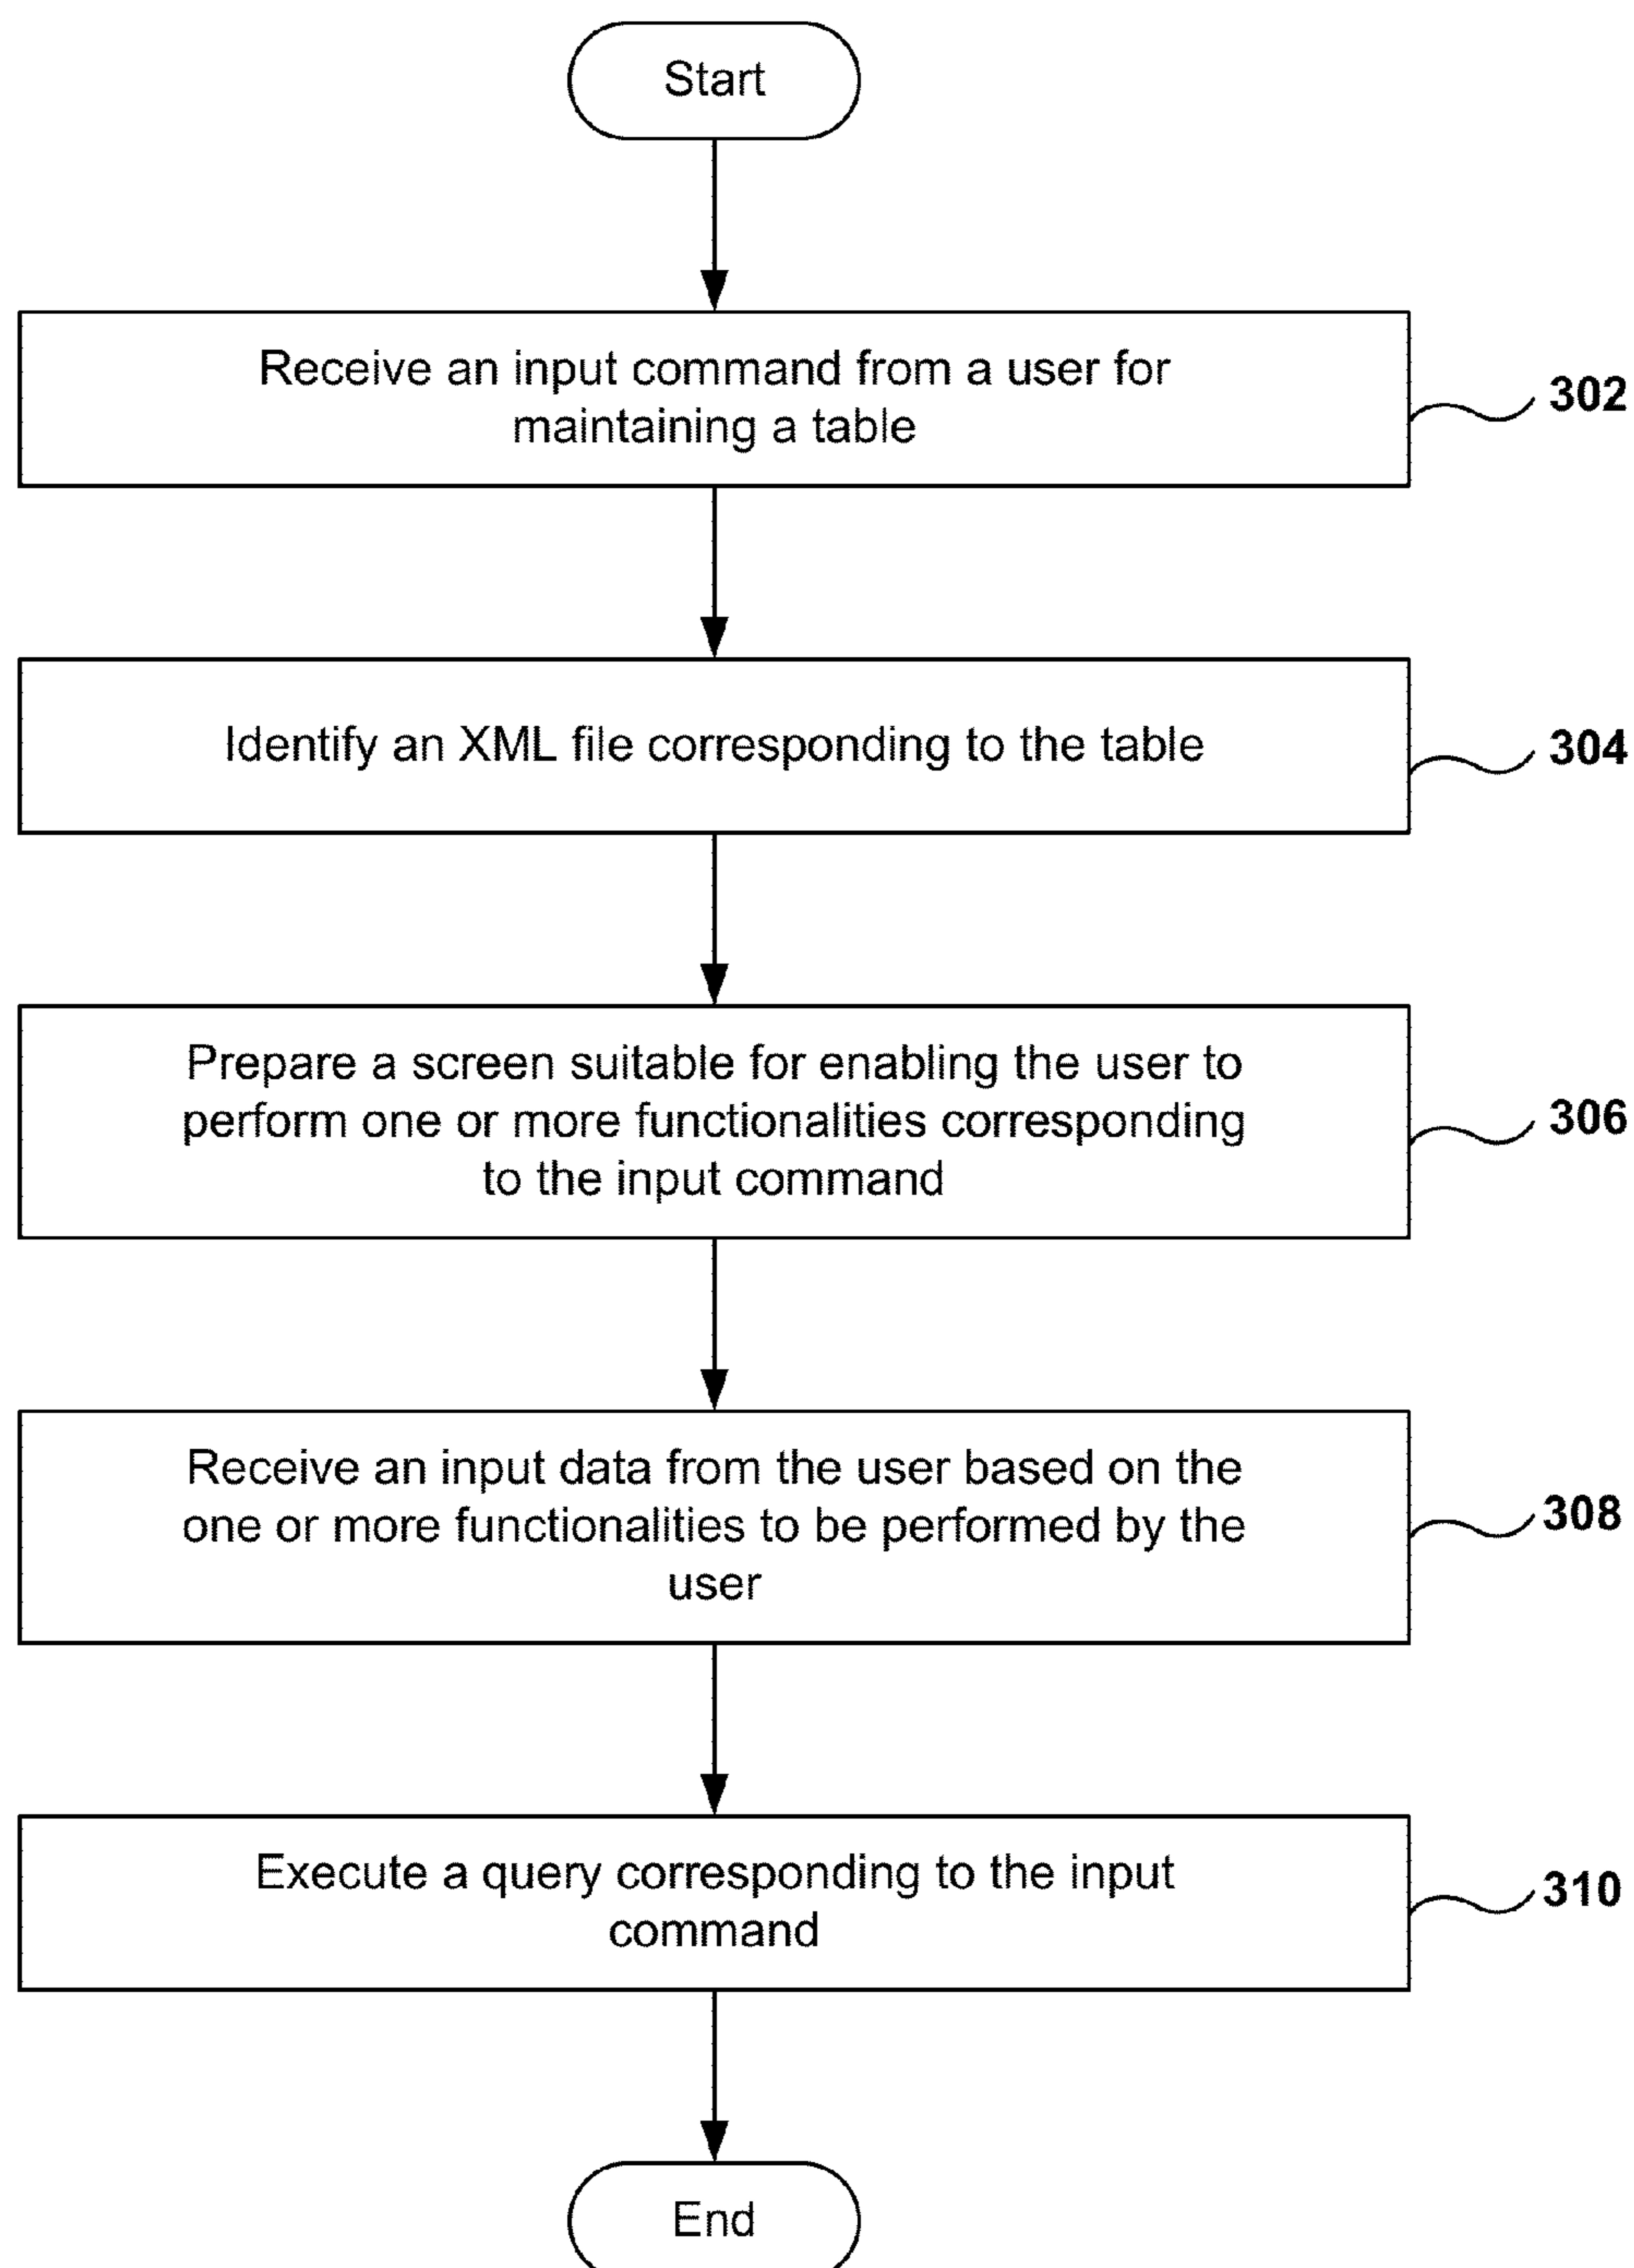 Start
Receive an input command from a user for
maintaining a table
302
Identify an XML file corresponding to the table
304
Prepare a screen suitable for enabling the user to
perform one or more functionalities corresponding
to the input command
306
Receive an input data from the user based on the
one or more functionalities to be performed by the
user
308
Execute a query corresponding to the input
command
310
End